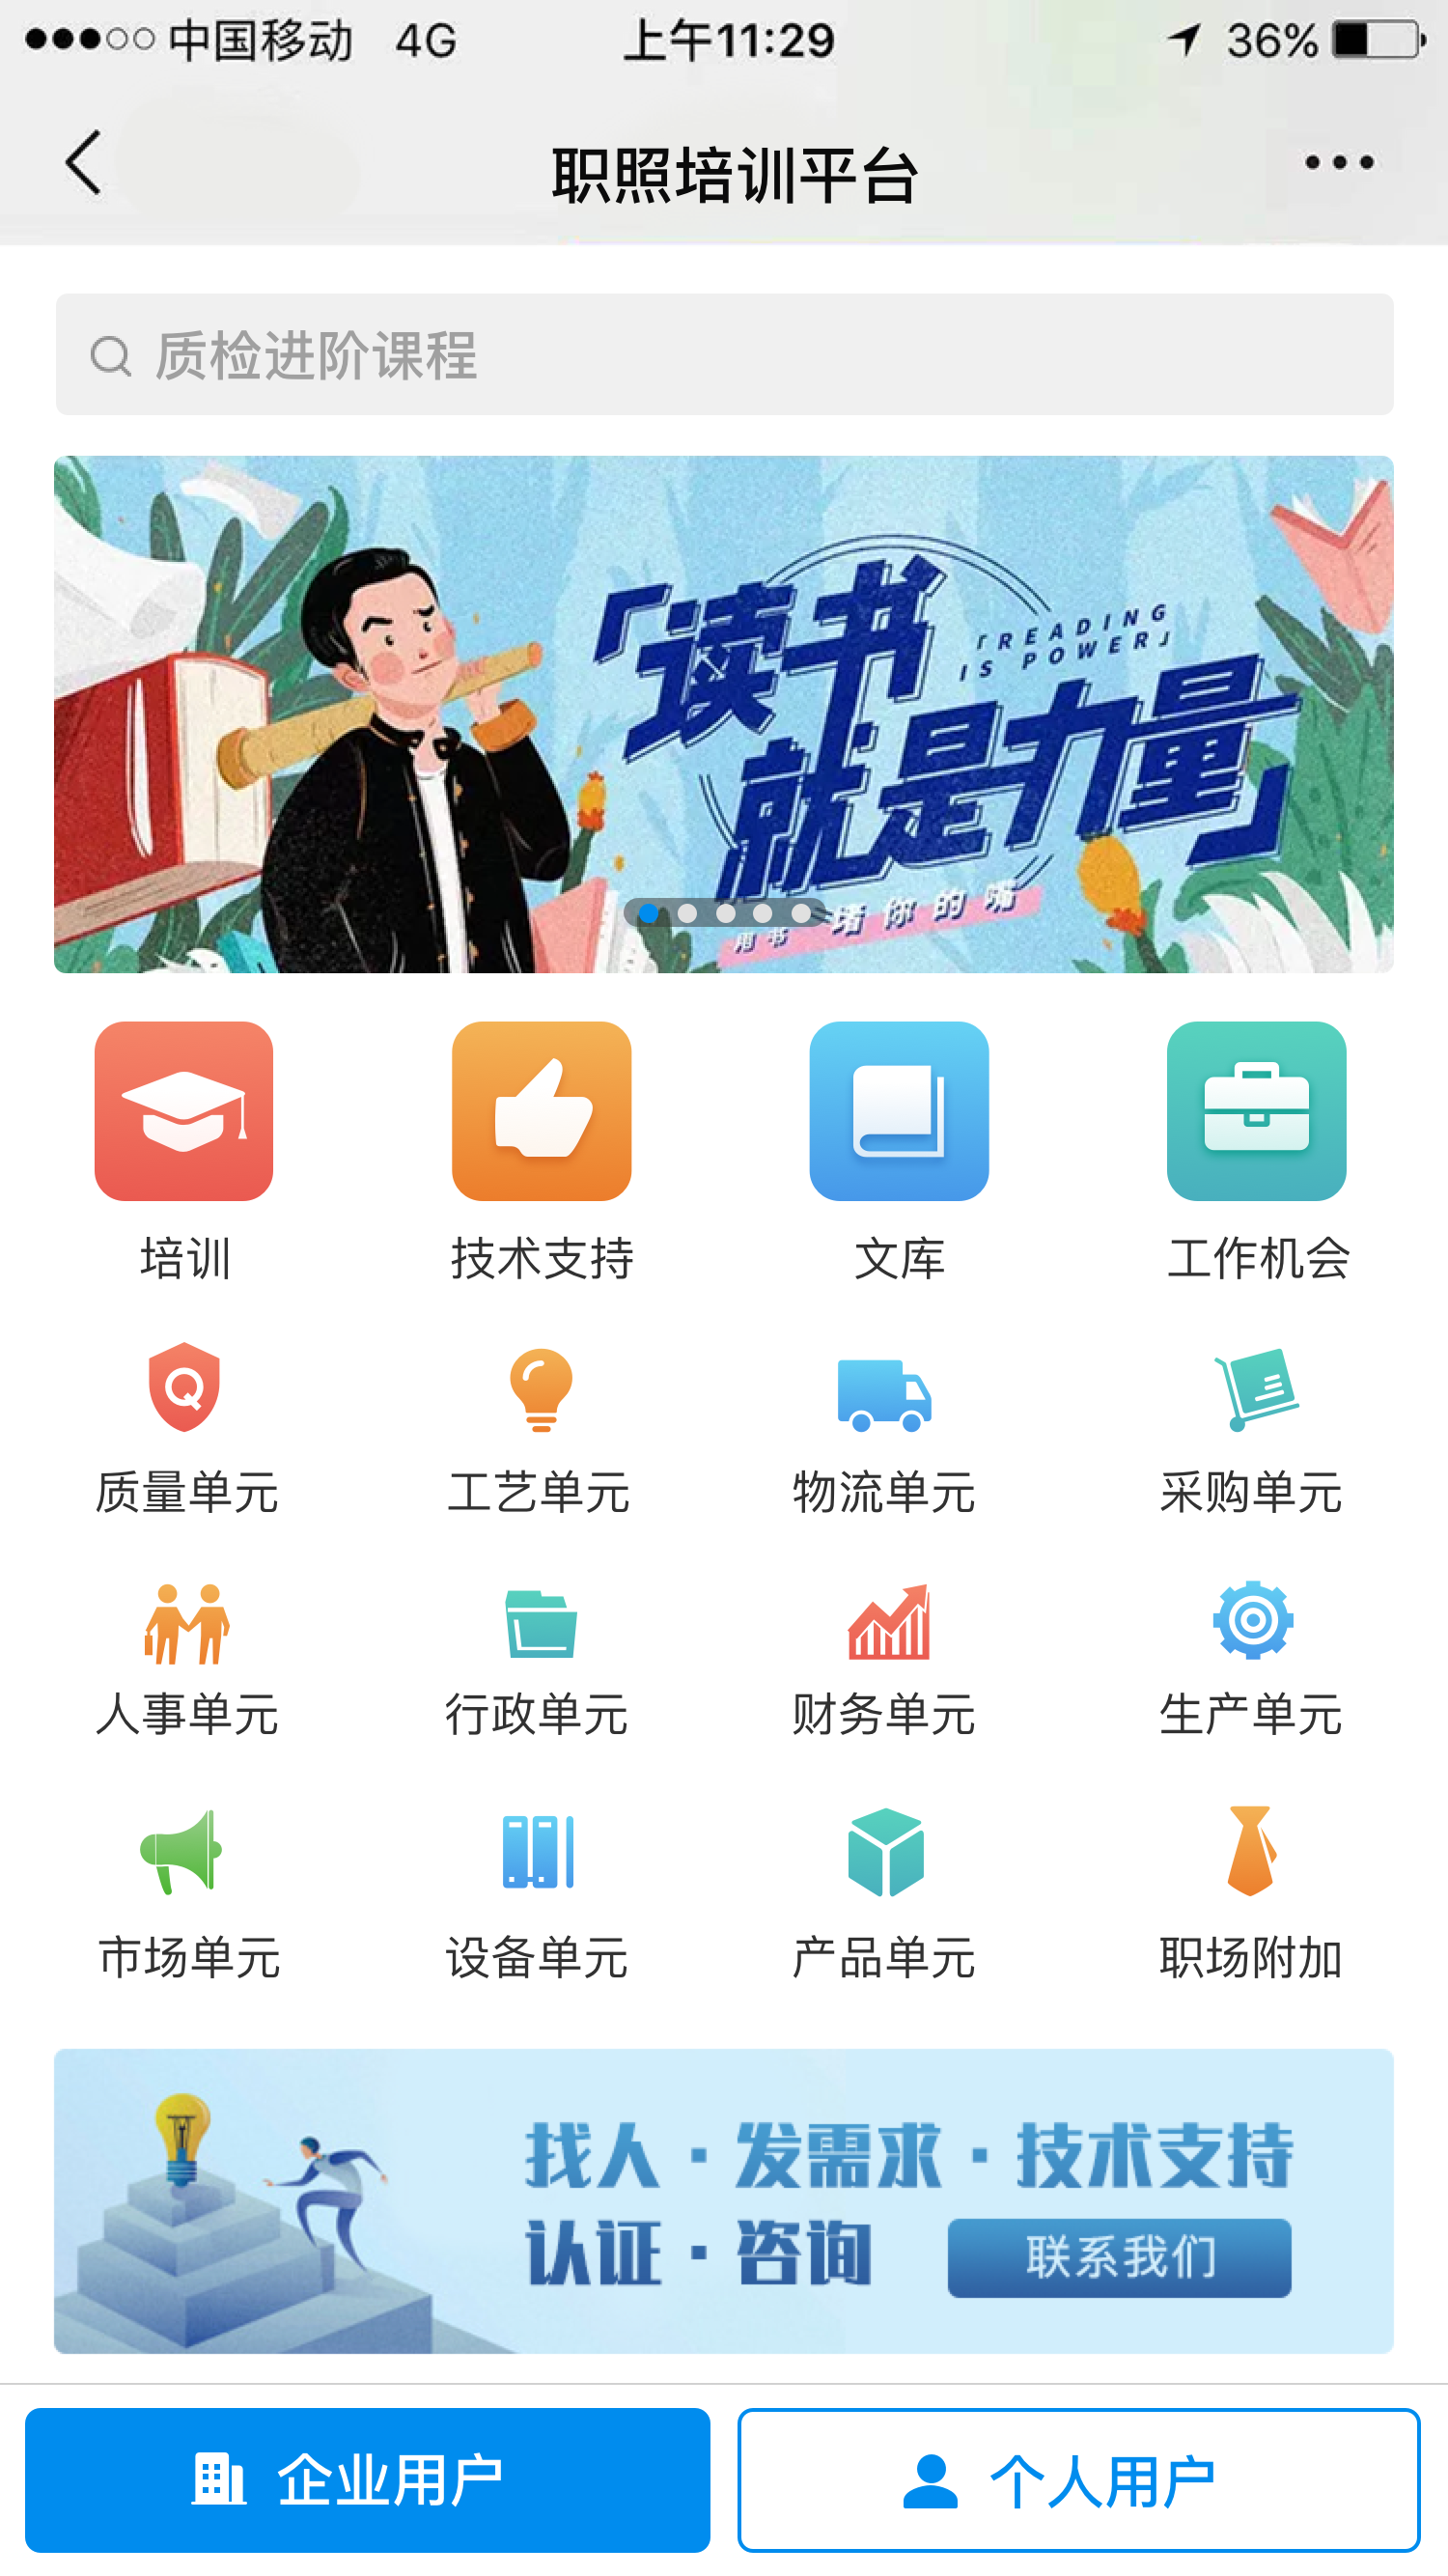 中国移动 4G 上午11:29 36%
职照培训平台
质检进阶课程
「读书
「READING
IS POWER」
就是力量」
用书 堵你的嘴
培训 技术支持 文库 工作机会
Q
质量单元 工艺单元 物流单元 采购单元
人事单元 行政单元 财务单元 生产单元
市场单元 设备单元 产品单元 职场附加
找人·发需求·技术支持
认证·咨询 联系我们
企业用户 个人用户